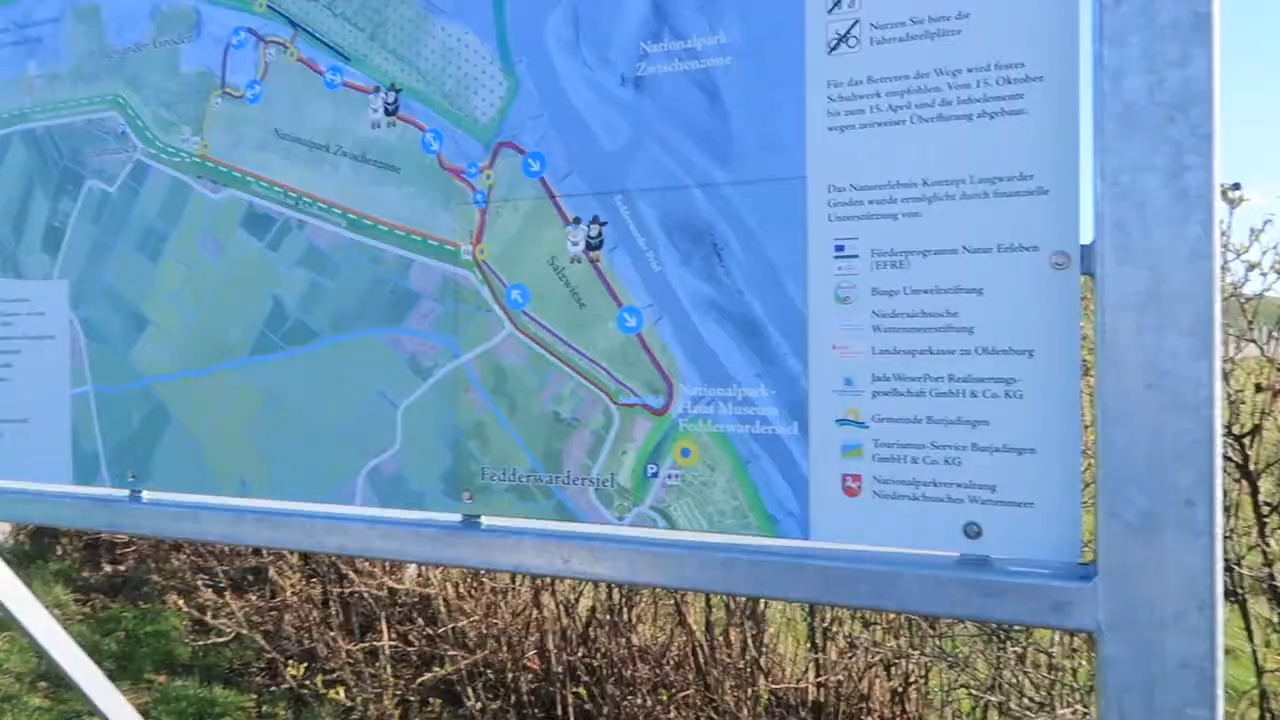 Nationalpark
Zwischenzone
Nationalpark Zwischenzone
Salzwiese
Nationalpark-
Haus Museum
Fedderwardersiel
P
Fedderwardersiel
Nutzen Sie bitte die
Fahrradstellplätze
Für das Betreten der Wege wird festes
Schuhwerk empfohlen. Vom 15. Oktober
bis zum 15. April sind die Infoelemente
wegen zeitweiser Überflutung abgebaut.
Das Naturerlebnis-Konzept Langwarder
Groden wurde ermöglicht durch finanzielle
Unterstützung von:
Förderprogramm Natur Erleben
(EFRE)
Bingo Umweltstiftung
Niedersächsische
Wattenmeerstiftung
Landessparkasse zu Oldenburg
JadeWeserPort Realisierungs-
gesellschaft GmbH & Co. KG
Gemeinde Butjadingen
Tourismus-Service Butjadingen
GmbH & Co. KG
Nationalparkverwaltung
Niedersächsisches Wattenmeer